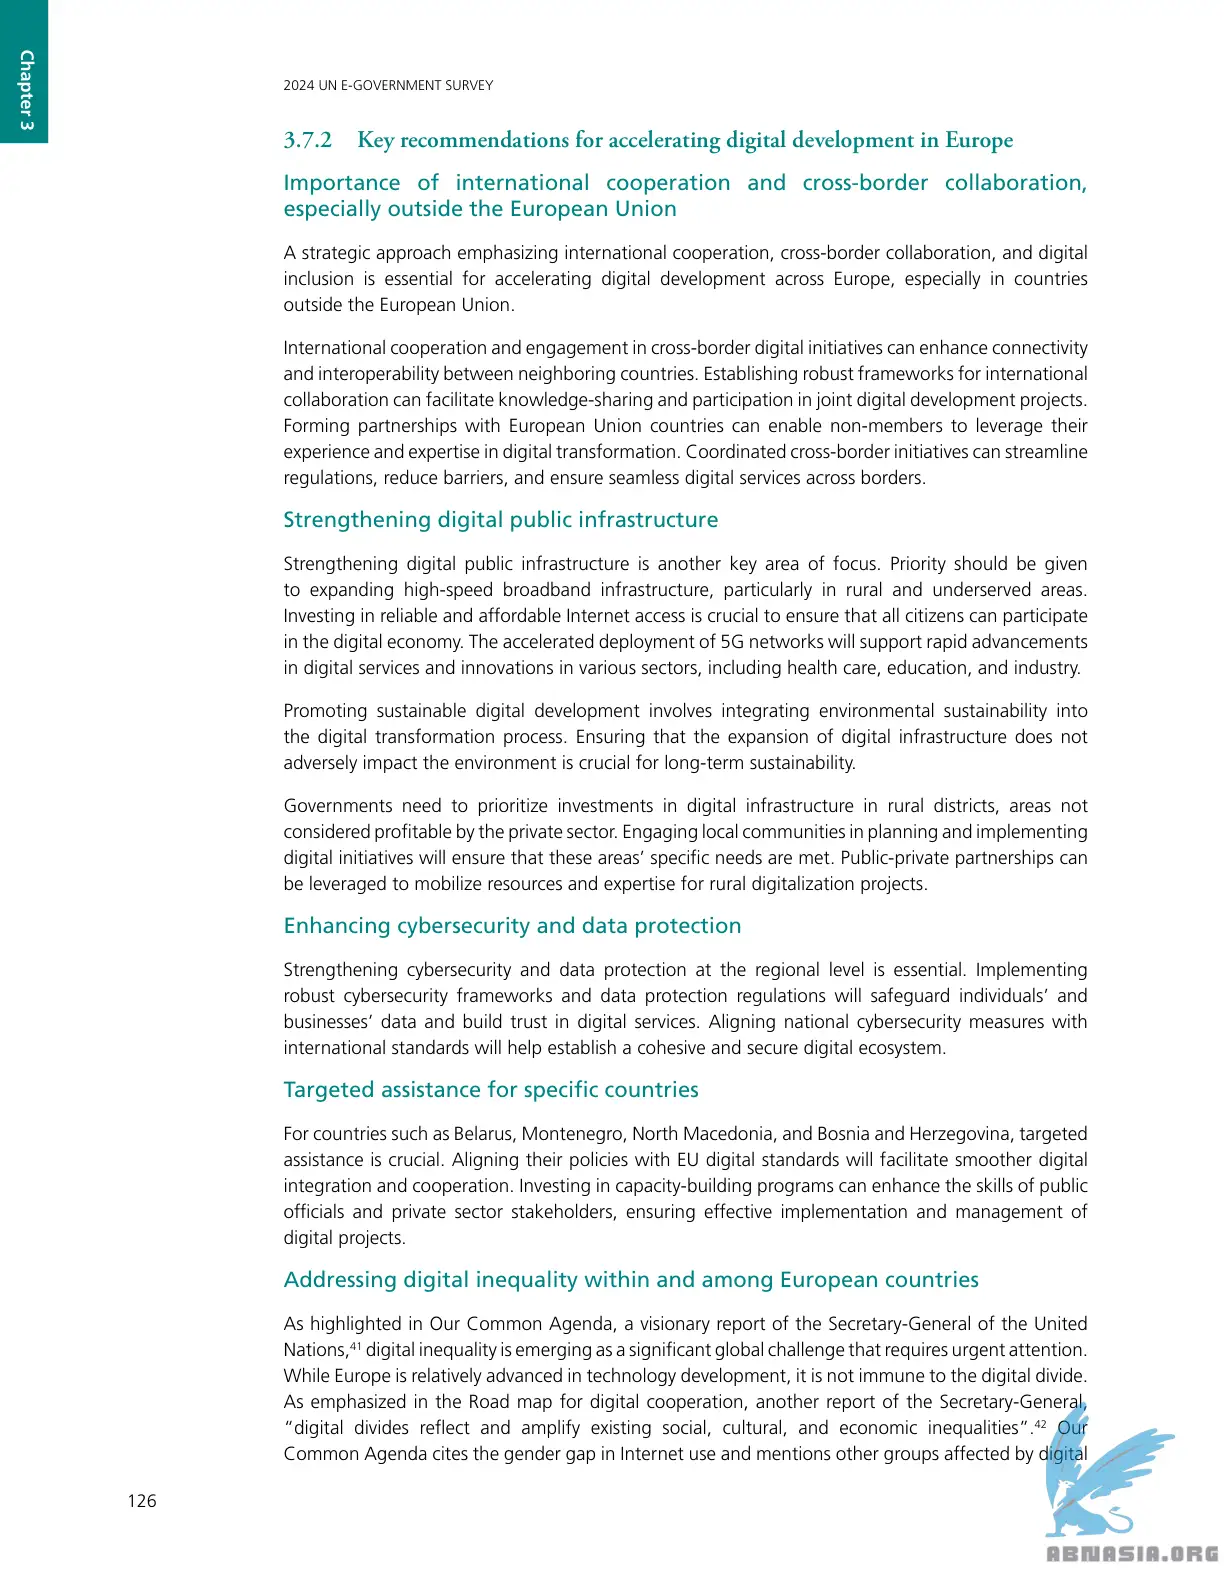 Chapter 3
2024 UN E-GOVERNMENT SURVEY
3.7.2 Key recommendations for accelerating digital development in Europe
Importance of international cooperation and cross-border collaboration,
especially outside the European Union
A strategic approach emphasizing international cooperation, cross-border collaboration, and digital
inclusion is essential for accelerating digital development across Europe, especially in countries
outside the European Union.
International cooperation and engagement in cross-border digital initiatives can enhance connectivity
and interoperability between neighboring countries. Establishing robust frameworks for international
collaboration can facilitate knowledge-sharing and participation in joint digital development projects.
Forming partnerships with European Union countries can enable non-members to leverage their
experience and expertise in digital transformation. Coordinated cross-border initiatives can streamline
regulations, reduce barriers, and ensure seamless digital services across borders.
Strengthening digital public infrastructure
Strengthening digital public infrastructure is another key area of focus. Priority should be given
to expanding high-speed broadband infrastructure, particularly in rural and underserved areas.
Investing in reliable and affordable Internet access is crucial to ensure that all citizens can participate
in the digital economy. The accelerated deployment of 5G networks will support rapid advancements
in digital services and innovations in various sectors, including health care, education, and industry.
Promoting sustainable digital development involves integrating environmental sustainability into
the digital transformation process. Ensuring that the expansion of digital infrastructure does not
adversely impact the environment is crucial for long-term sustainability.
Governments need to prioritize investments in digital infrastructure in rural districts, areas not
considered profitable by the private sector. Engaging local communities in planning and implementing
digital initiatives will ensure that these areas’ specific needs are met. Public-private partnerships can
be leveraged to mobilize resources and expertise for rural digitalization projects.
Enhancing cybersecurity and data protection
Strengthening cybersecurity and data protection at the regional level is essential. Implementing
robust cybersecurity frameworks and data protection regulations will safeguard individuals’ and
businesses’ data and build trust in digital services. Aligning national cybersecurity measures with
international standards will help establish a cohesive and secure digital ecosystem.
Targeted assistance for specific countries
For countries such as Belarus, Montenegro, North Macedonia, and Bosnia and Herzegovina, targeted
assistance is crucial. Aligning their policies with EU digital standards will facilitate smoother digital
integration and cooperation. Investing in capacity-building programs can enhance the skills of public
officials and private sector stakeholders, ensuring effective implementation and management of
digital projects.
Addressing digital inequality within and among European countries
As highlighted in Our Common Agenda, a visionary report of the Secretary-General of the United
Nations,41 digital inequality is emerging as a significant global challenge that requires urgent attention.
While Europe is relatively advanced in technology development, it is not immune to the digital divide.
As emphasized in the Road map for digital cooperation, another report of the Secretary-General,
“digital divides reflect and amplify existing social, cultural, and economic inequalities”.42 Our
Common Agenda cites the gender gap in Internet use and mentions other groups affected by digital
126
ABNASIA.ORG